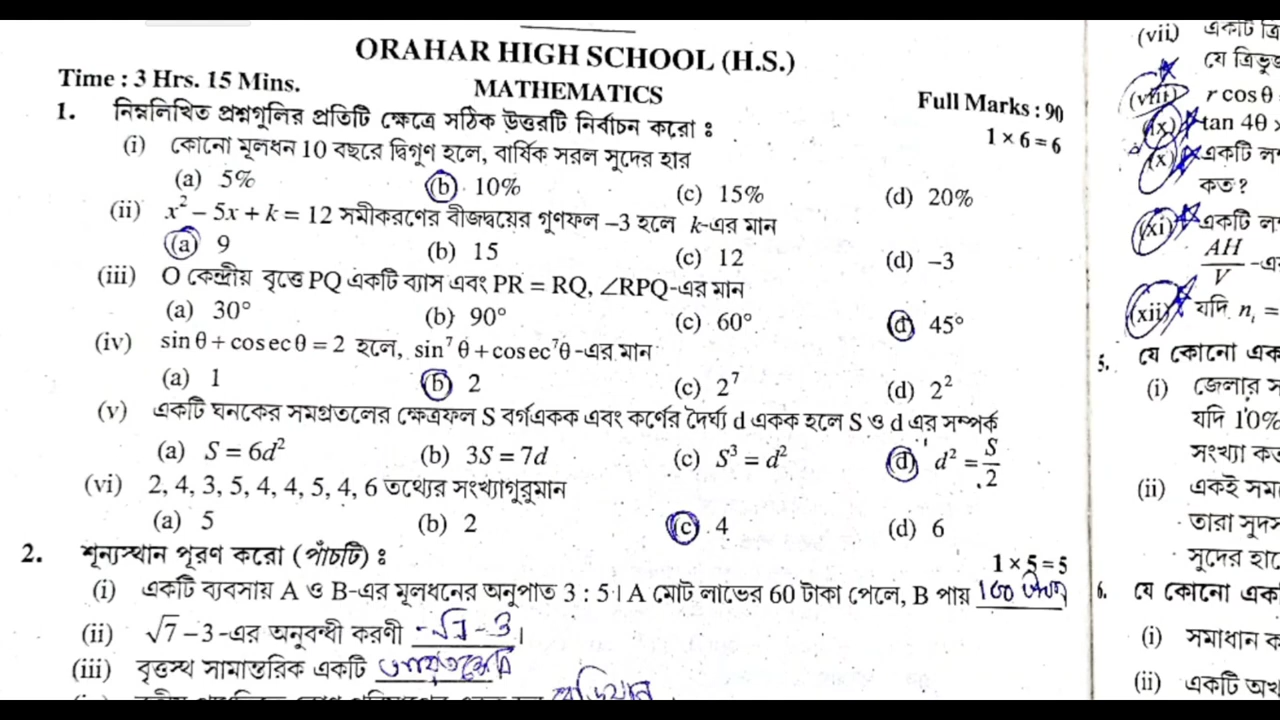 ORAHAR HIGH SCHOOL (H.S.)
Time : 3 Hrs. 15 Mins.
MATHEMATICS
Full Marks : 90
1. নিম্নলিখিত প্রশ্নগুলির প্রতিটি ক্ষেত্রে সঠিক উত্তরটি নির্বাচন করো ঃ
1 × 6 = 6
(i) কোনো মূলধন 10 বছরে দ্বিগুণ হলে, বার্ষিক সরল সুদের হার
(a) 5% (b) 10% (c) 15% (d) 20%
(ii) x² – 5x + k = 12 সমীকরণের বীজদ্বয়ের গুণফল –3 হলে k-এর মান
(a) 9 (b) 15 (c) 12 (d) –3
(iii) O কেন্দ্রীয় বৃত্তে PQ একটি ব্যাস এবং PR = RQ, ∠RPQ-এর মান
(a) 30° (b) 90° (c) 60° (d) 45°
(iv) sin θ + cosec θ = 2 হলে, sin⁷ θ + cosec⁷θ -এর মান
(a) 1 (b) 2 (c) 2⁷ (d) 2²
(v) একটি ঘনকের সমগ্রতলের ক্ষেত্রফল S বর্গএকক এবং কর্ণের দৈর্ঘ্য d একক হলে S ও d এর সম্পর্ক
(a) S = 6d² (b) 3S = 7d (c) S³ = d² (d) d² = S/2
(vi) 2, 4, 3, 5, 4, 4, 5, 4, 6 তথ্যের সংখ্যাগুরুমান
(a) 5 (b) 2 (c) 4 (d) 6
2. শূন্যস্থান পূরণ করো (পাঁচটি) ঃ
1 × 5 = 5
(i) একটি ব্যবসায় A ও B-এর মূলধনের অনুপাত 3 : 5। A মোট লাভের 60 টাকা পেলে, B পায় 100 টাকা
(ii) √7 – 3 -এর অনুবন্ধী করণী -√7 - 3।
(iii) বৃত্তস্থ সামান্তরিক একটি আয়তক্ষেত্র
রেডিয়ান
(vii) একটি ত্রি
যে ত্রিভুজ
(viii) r cos θ
(ix) tan 4θ
(x) একটি ল
কত?
(xi) একটি ল
AH/V -এ
(xii) যদি nᵢ =
5. যে কোনো এক
(i) জেলার স
যদি 10%
সংখ্যা কত
(ii) একই সম
তারা সুদস
সুদের হা
6. যে কোনো এক
(i) সমাধান ক
(ii) একটি অখ